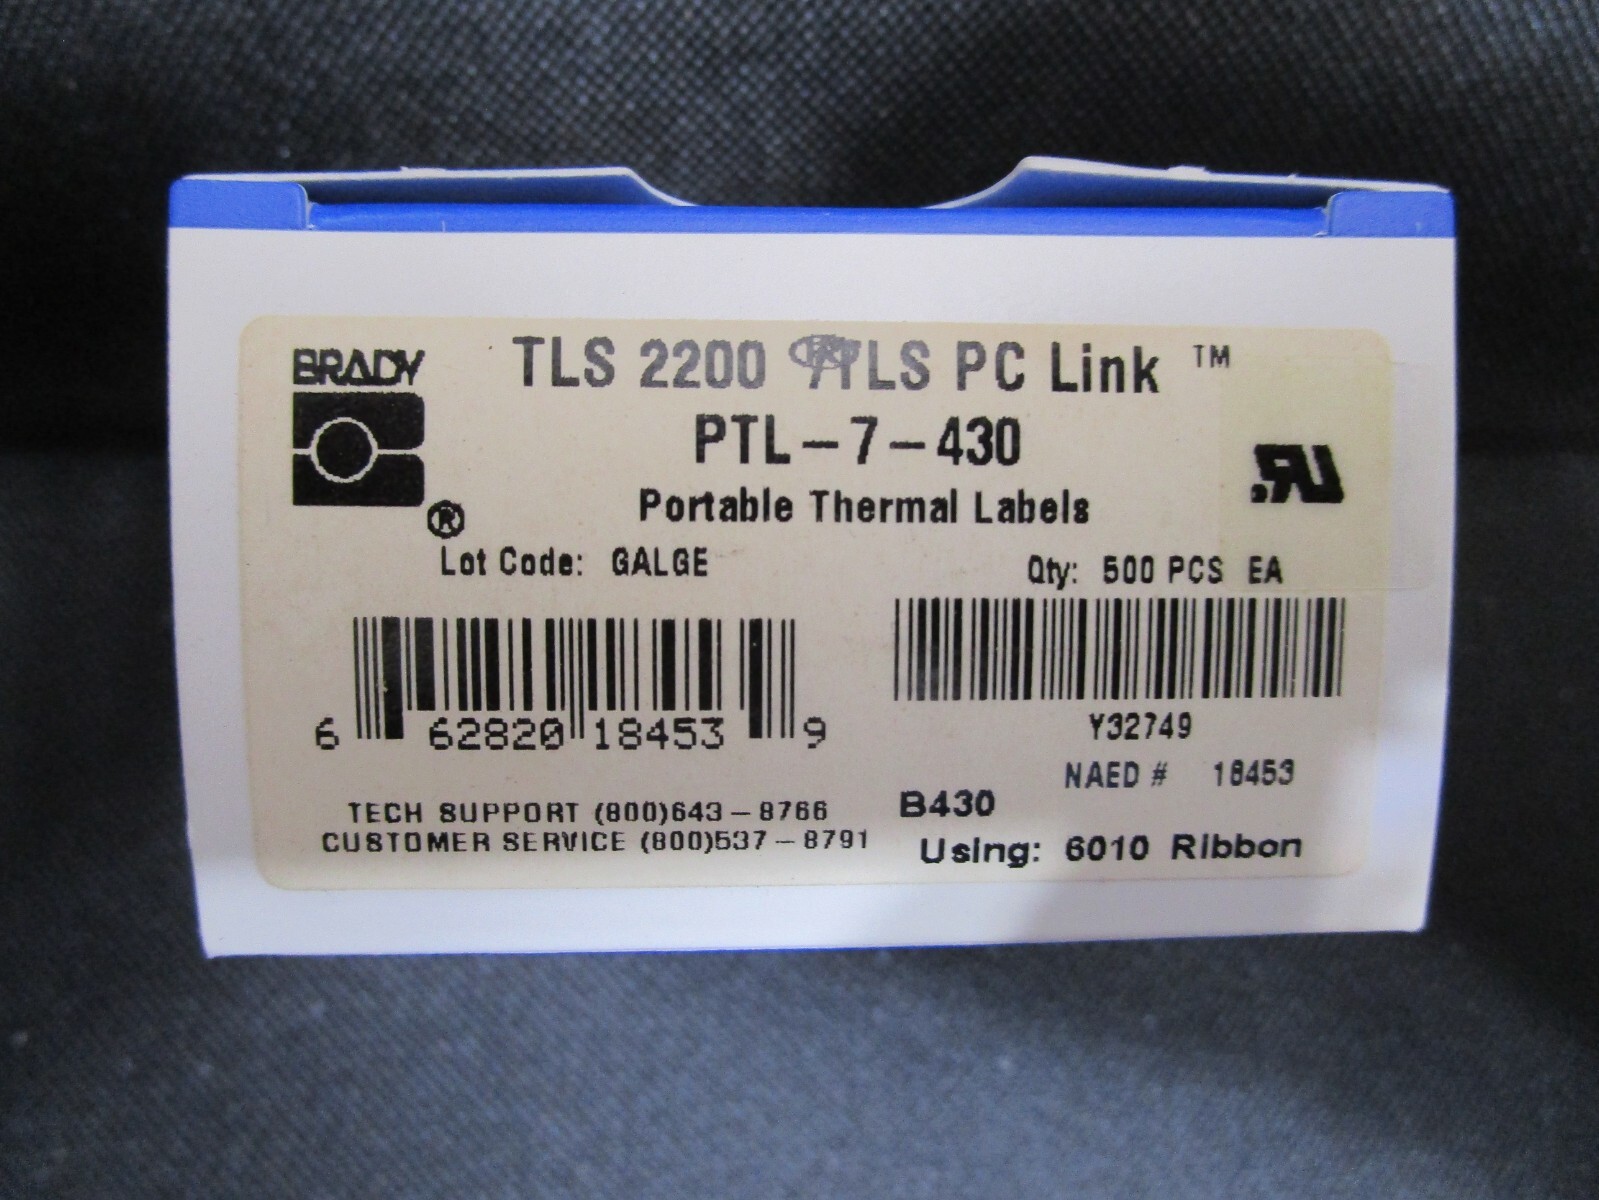 BRADY
®
TLS 2200 ®/TLS PC Link ™
PTL-7-430
Portable Thermal Labels
Lot Code: GALGE
Qty: 500 PCS EA
6 62820 18453 9
Y32749
NAED # 18453
TECH SUPPORT (800)643-8766
CUSTOMER SERVICE (800)537-8791
B430
Using: 6010 Ribbon